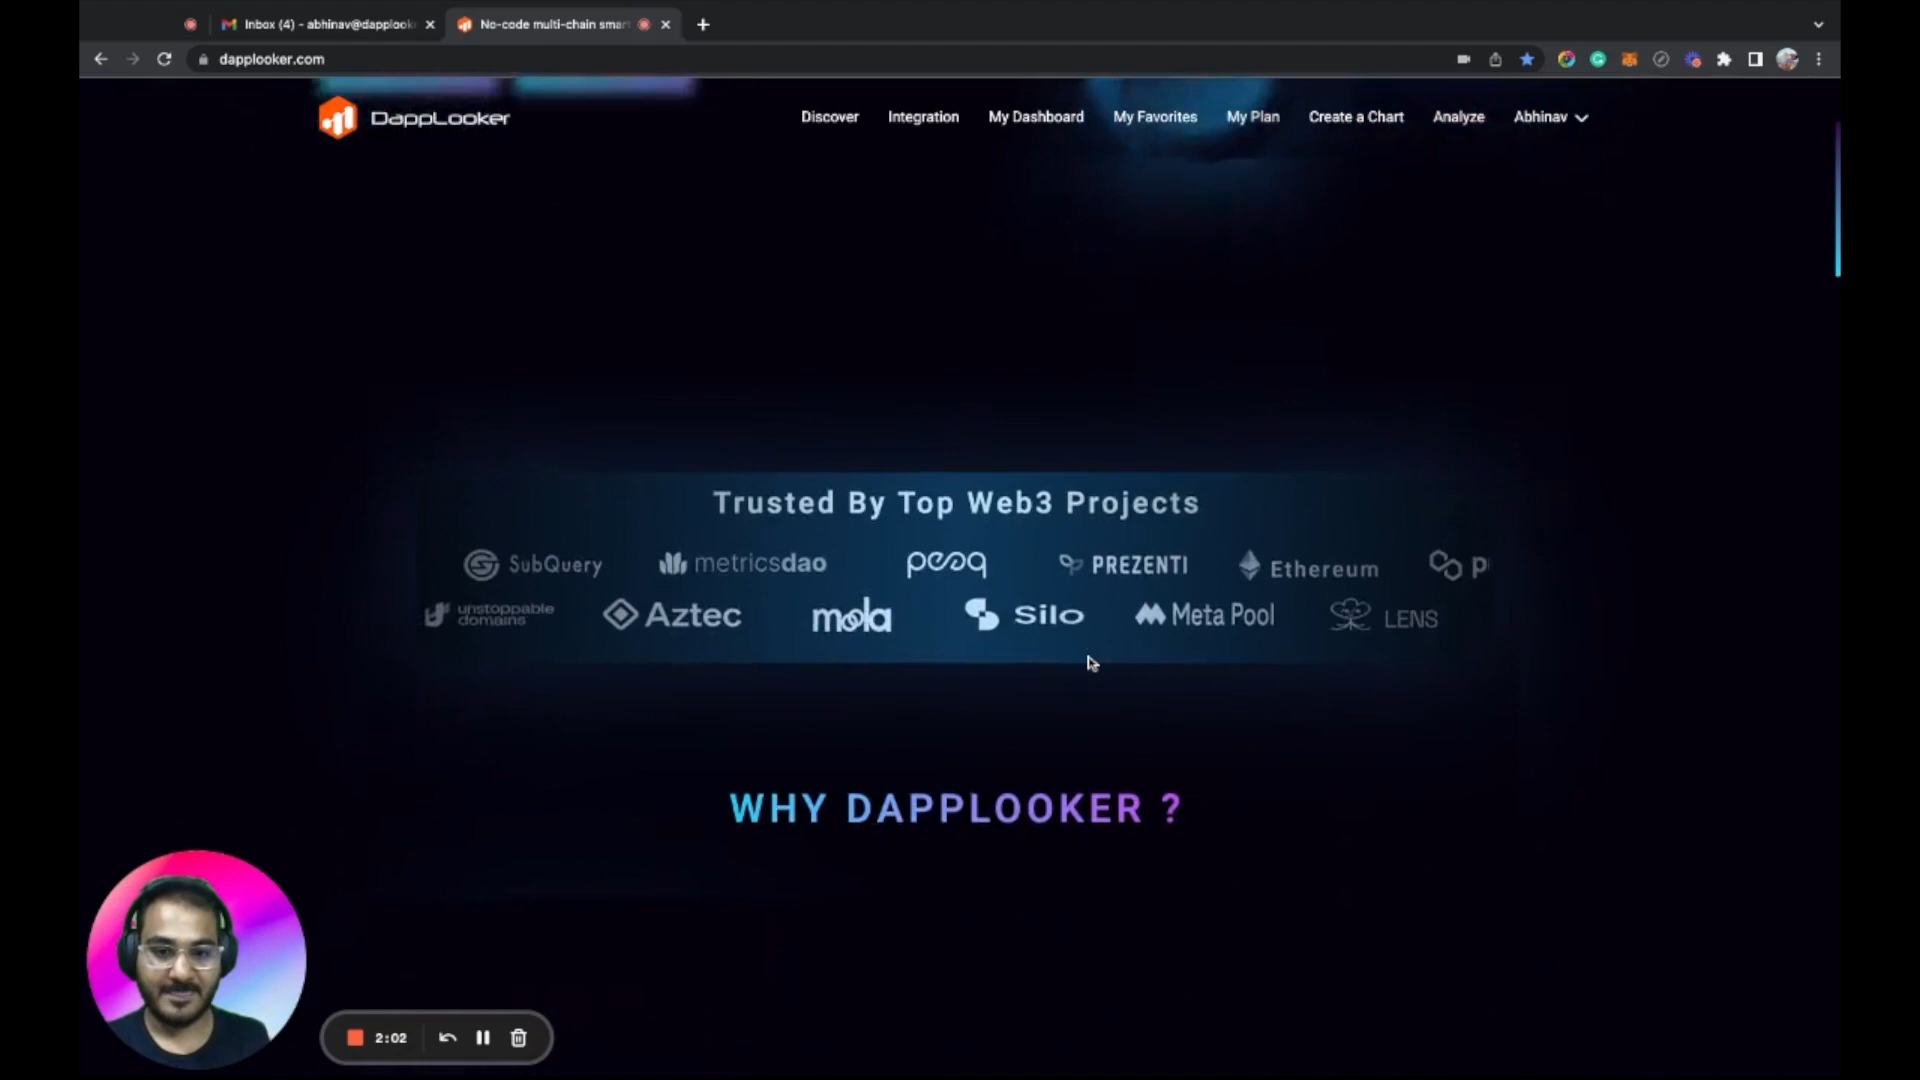 Inbox (4) - abhinav@dapplook
No-code multi-chain smar
dapplooker.com
DappLooker
Discover
Integration
My Dashboard
My Favorites
My Plan
Create a Chart
Analyze
Abhinav
Trusted By Top Web3 Projects
SubQuery
metricsdao
peaq
PREZENTI
Ethereum
P
unstoppable
domains
Aztec
mola
Silo
Meta Pool
LENS
WHY DAPPLOOKER ?
2:02